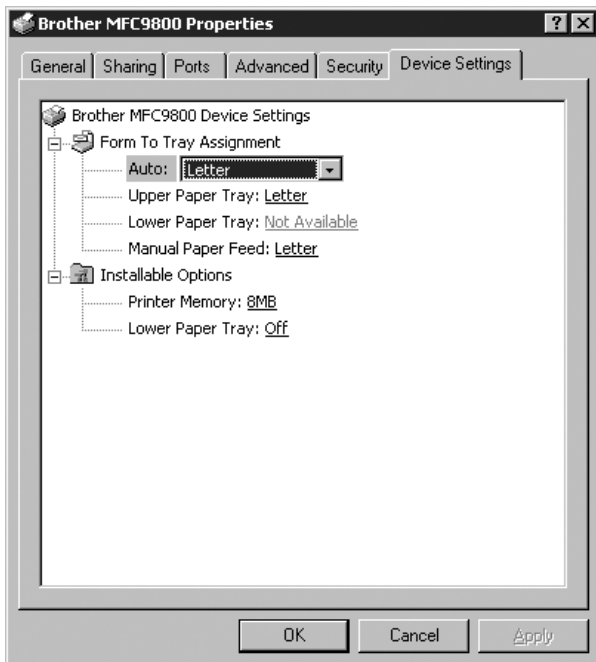 Brother MFC9800 Properties
General Sharing Ports Advanced Security Device Settings
Brother MFC9800 Device Settings
Form To Tray Assignment
Auto: Letter
Upper Paper Tray: Letter
Lower Paper Tray: Not Available
Manual Paper Feed: Letter
Installable Options
Printer Memory: 8MB
Lower Paper Tray: Off
OK Cancel Apply